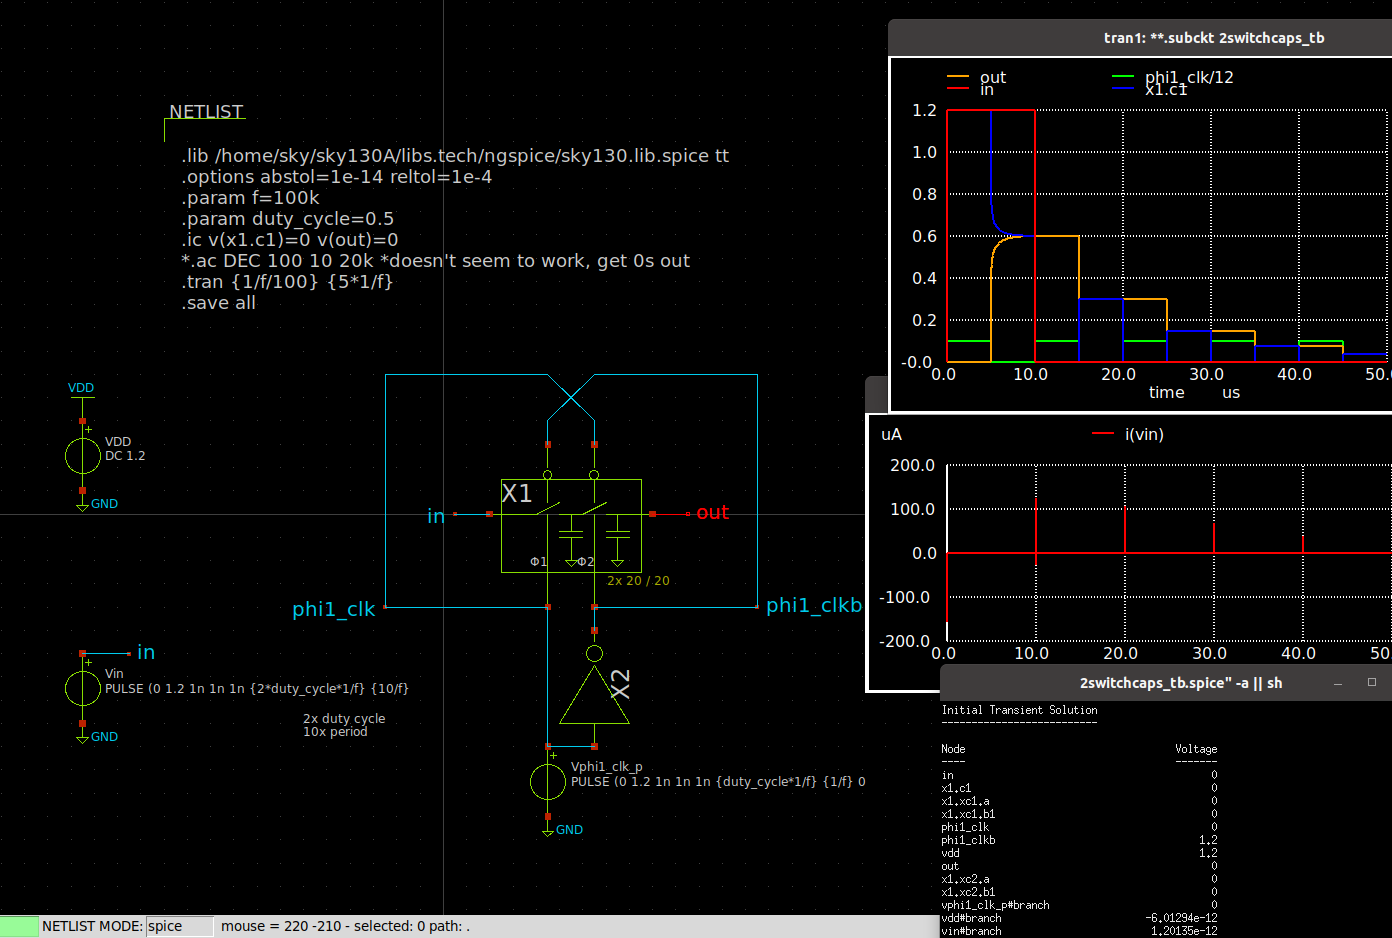 NETLIST
.lib /home/sky/sky130A/libs.tech/ngspice/sky130.lib.spice tt
.options abstol=1e-14 reltol=1e-4
.param f=100k
.param duty_cycle=0.5
.ic v(x1.c1)=0 v(out)=0
*.ac DEC 100 10 20k *doesn't seem to work, get 0s out
.tran {1/f/100} {5*1/f}
.save all
VDD
+
VDD
DC 1.2
GND
in
X1
out
Φ1
Φ2
2x 20 / 20
phi1_clk
phi1_clkb
in
+
Vin
PULSE (0 1.2 1n 1n 1n {2*duty_cycle*1/f} {10/f}
2x duty cycle
10x period
GND
X2
+
Vphi1_clk_p
PULSE (0 1.2 1n 1n 1n {duty_cycle*1/f} {1/f} 0
GND
NETLIST MODE: spice mouse = 220 -210 - selected: 0 path: .
tran1: **.subckt 2switchcaps_tb
out phi1_clk/12
in x1.c1
1.2
1.0
0.8
0.6
0.4
0.2
-0.0
0.0 10.0 20.0 30.0 40.0 50.
time us
uA i(vin)
200.0
100.0
0.0
-100.0
-200.0
0.0 10.0 20.0 30.0 40.0 50.
2switchcaps_tb.spice" -a || sh
Initial Transient Solution
--------------------------
Node Voltage
---- -------
in 0
x1.c1 0
x1.xc1.a 0
x1.xc1.b1 0
phi1_clk 0
phi1_clkb 1.2
vdd 1.2
out 0
x1.xc2.a 0
x1.xc2.b1 0
vphi1_clk_p#branch 0
vdd#branch -6.01294e-12
vin#branch 1.20135e-12